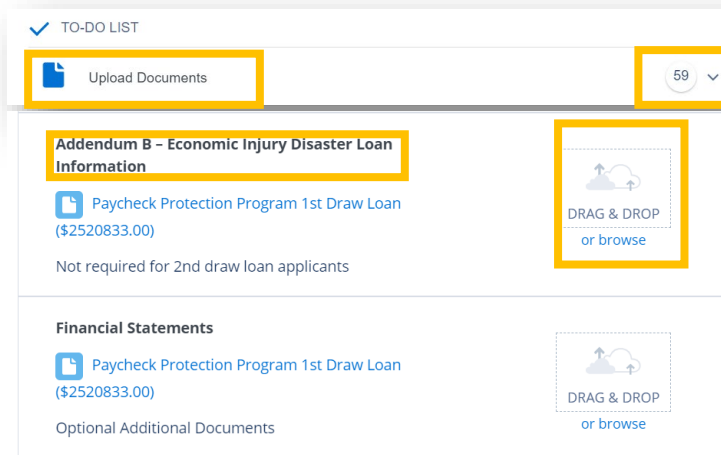 TO-DO LIST
Upload Documents 59
Addendum B – Economic Injury Disaster Loan
Information
Paycheck Protection Program 1st Draw Loan
($2520833.00)
Not required for 2nd draw loan applicants
DRAG & DROP
or browse
Financial Statements
Paycheck Protection Program 1st Draw Loan
($2520833.00)
Optional Additional Documents
DRAG & DROP
or browse